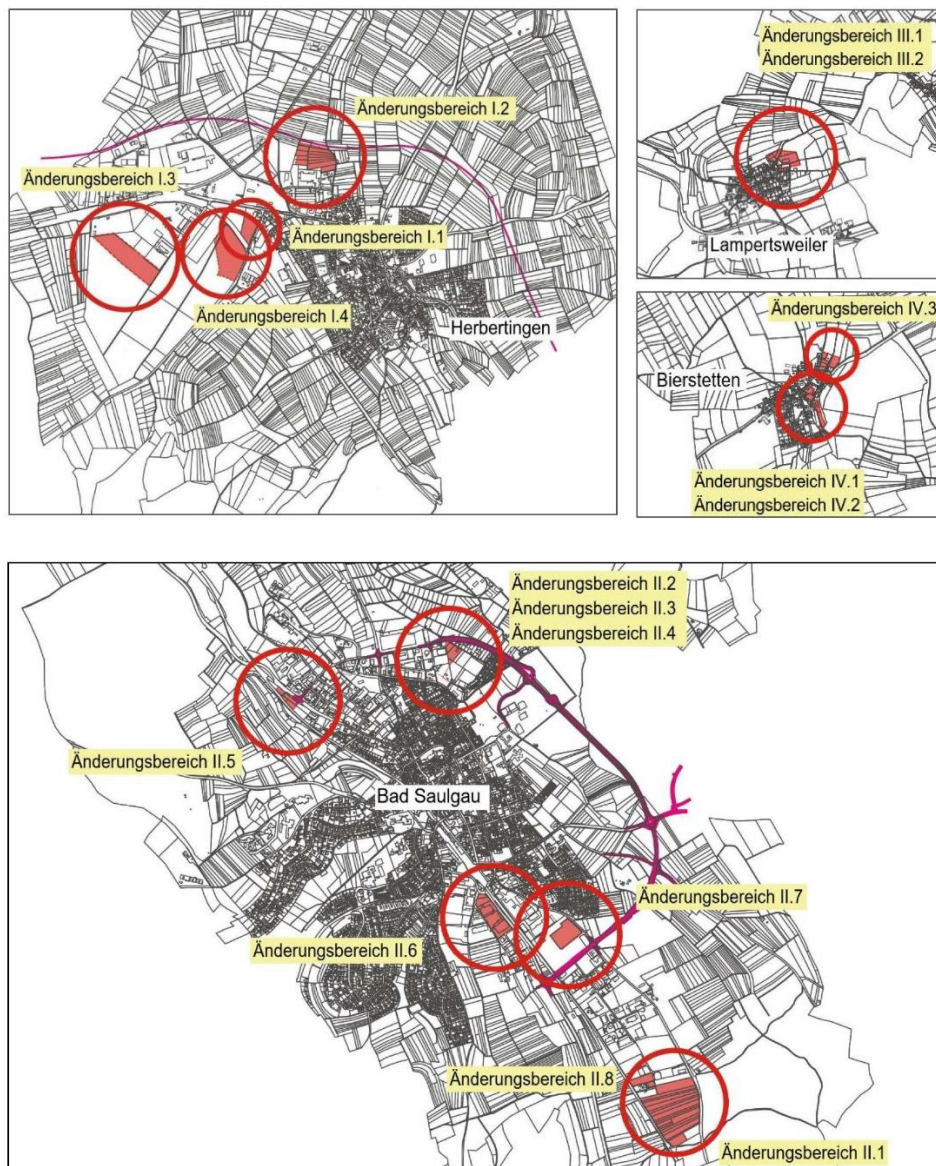 Änderungsbereich I.2
Änderungsbereich I.3
Änderungsbereich I.1
Änderungsbereich I.4
Herbertingen
Änderungsbereich III.1
Änderungsbereich III.2
Lampertsweiler
Änderungsbereich IV.3
Bierstetten
Änderungsbereich IV.1
Änderungsbereich IV.2
Änderungsbereich II.2
Änderungsbereich II.3
Änderungsbereich II.4
Änderungsbereich II.5
Bad Saulgau
Änderungsbereich II.7
Änderungsbereich II.6
Änderungsbereich II.8
Änderungsbereich II.1